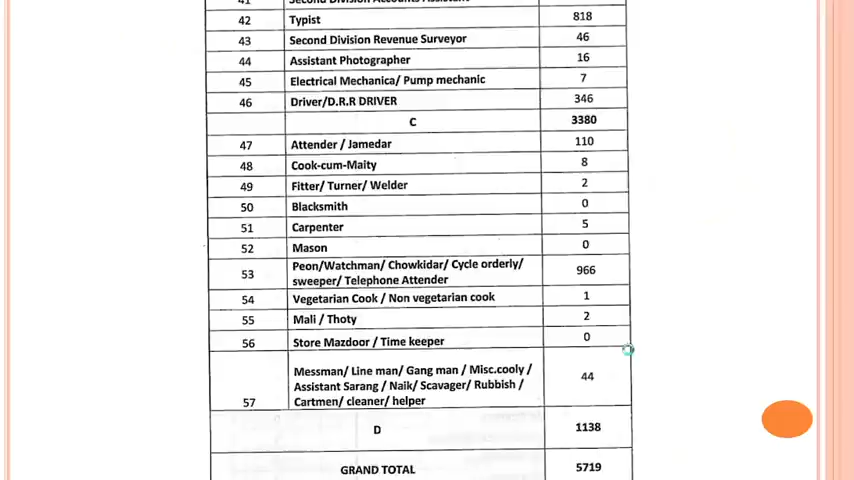 41 Second Division Accounts Assistant
42 Typist 818
43 Second Division Revenue Surveyor 46
44 Assistant Photographer 16
45 Electrical Mechanica/ Pump mechanic 7
46 Driver/D.R.R DRIVER 346
C 3380
47 Attender / Jamedar 110
48 Cook-cum-Maity 8
49 Fitter/ Turner/ Welder 2
50 Blacksmith 0
51 Carpenter 5
52 Mason 0
53 Peon/Watchman/ Chowkidar/ Cycle orderly/
sweeper/ Telephone Attender 966
54 Vegetarian Cook / Non vegetarian cook 1
55 Mali / Thoty 2
56 Store Mazdoor / Time keeper 0
Messman/ Line man/ Gang man / Misc.cooly /
Assistant Sarang / Naik/ Scavager/ Rubbish / 44
57 Cartmen/ cleaner/ helper
D 1138
GRAND TOTAL 5719